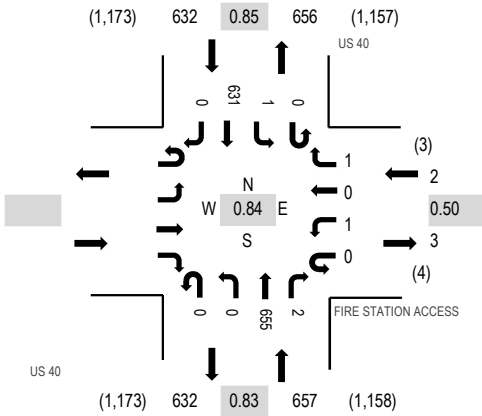 (1,173) 632 0.85 656 (1,157)
US 40
0 631 1 0
(3)
1
2
N
0
W 0.84 E
0.50
1
S
3
0
(4)
0 0 655 2
FIRE STATION ACCESS
US 40
(1,173) 632 0.83 657 (1,158)